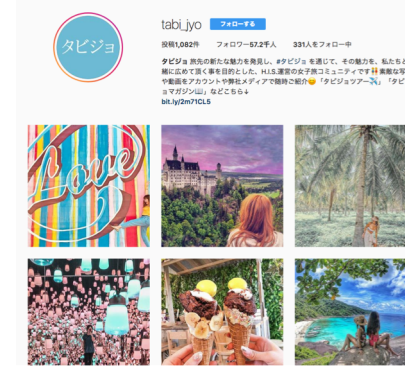 タビジョ
tabi_jyo フォローする
投稿1,082件 フォロワー57.2千人 331人をフォロー中
タビジョ 旅先の新たな魅力を発見し、#タビジョ を通じて、その魅力を、私たちと
緒に広めて頂く事を目的とした、H.I.S.運営の女子旅コミュニティです👭素敵な写
や動画をアカウントや弊社メディアで随時ご紹介😊「タビジョツアー✈️」「タビ
ョマガジン📖」などこちら↓
bit.ly/2m71CL5
Love